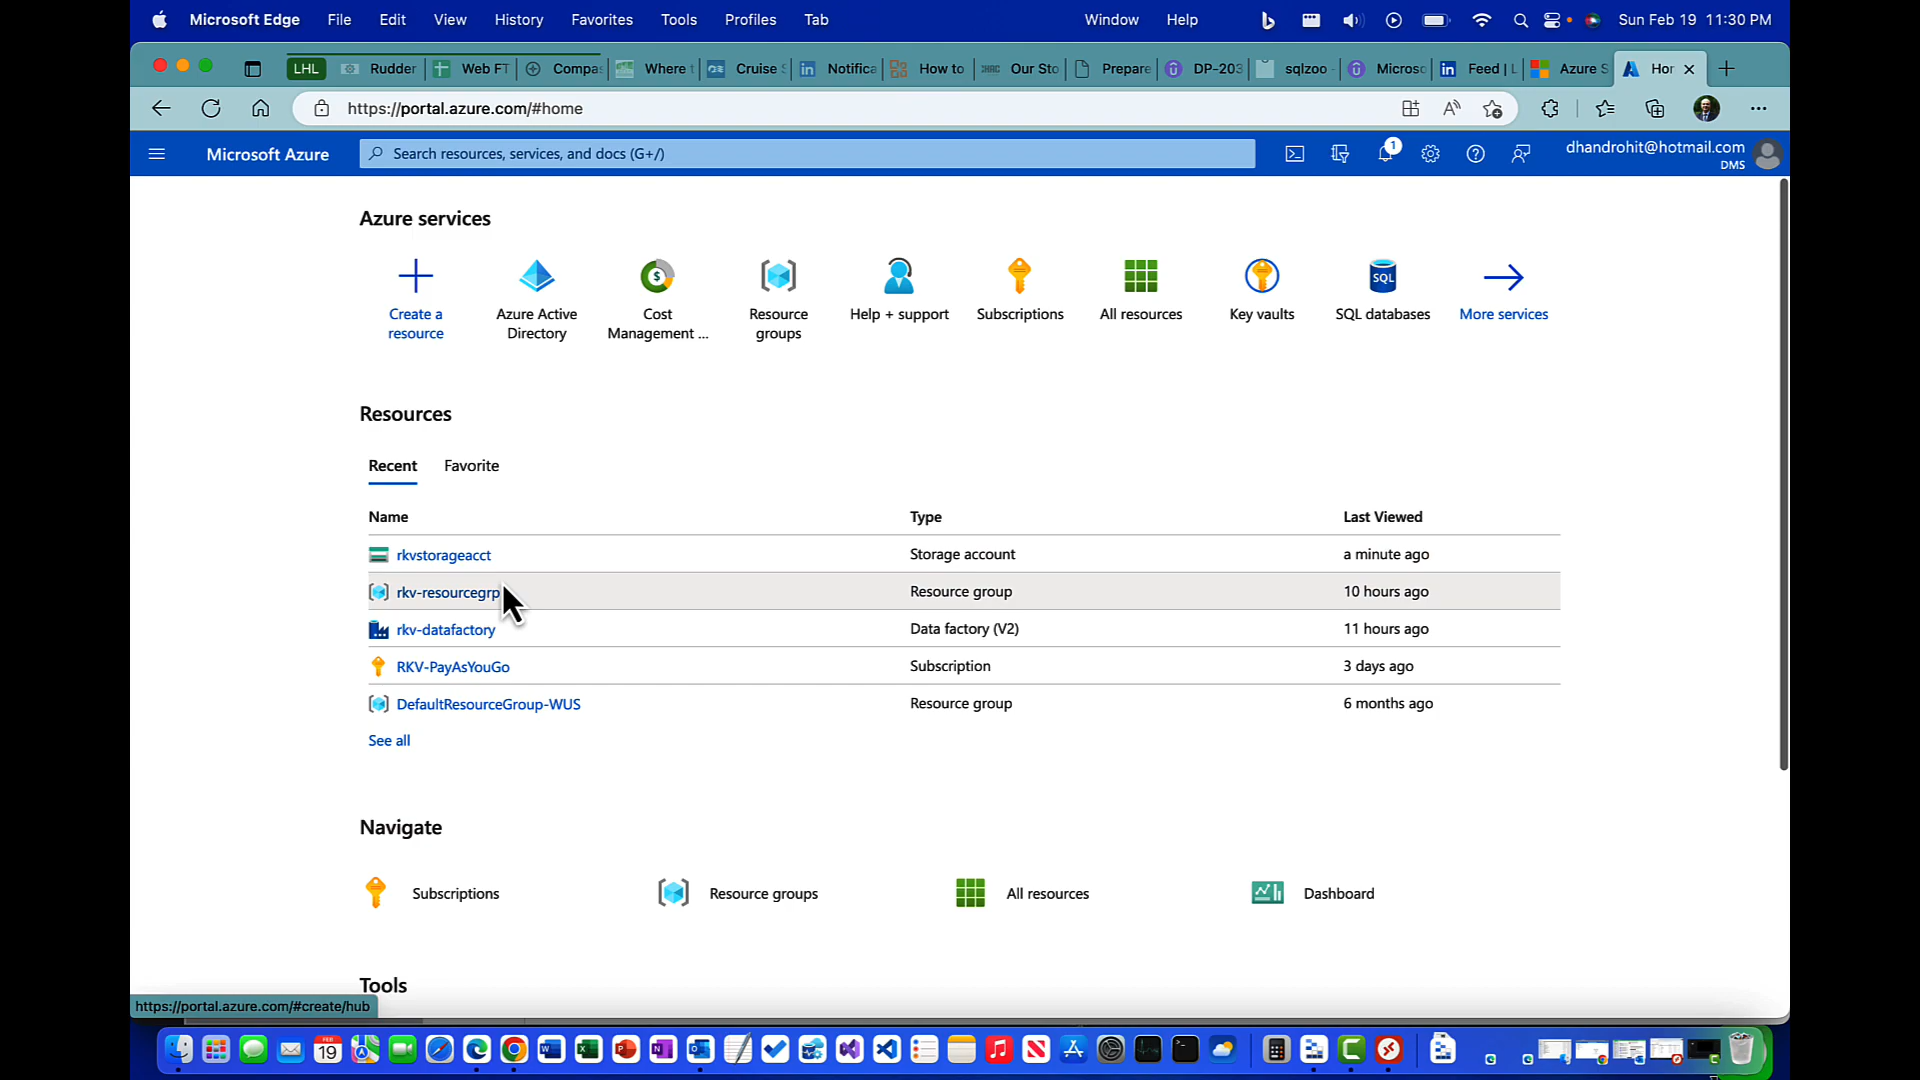 Microsoft Edge File Edit View History Favorites Tools Profiles Tab Window Help Sun Feb 19 11:30 PM
LHL Rudder Web FT Compa Where t Cruise S Notifica How to Our Sto Prepare DP-203 sqlzoo Microso Feed | L Azure S Hor
https://portal.azure.com/#home
Microsoft Azure Search resources, services, and docs (G+/) 1 dhandrohit@hotmail.com
DMS
Azure services
Create a resource
Azure Active Directory
Cost Management ...
Resource groups
Help + support
Subscriptions
All resources
Key vaults
SQL
SQL databases
More services
Resources
Recent Favorite
Name Type Last Viewed
rkvstorageacct Storage account a minute ago
rkv-resourcegrp Resource group 10 hours ago
rkv-datafactory Data factory (V2) 11 hours ago
RKV-PayAsYouGo Subscription 3 days ago
DefaultResourceGroup-WUS Resource group 6 months ago
See all
Navigate
Subscriptions Resource groups All resources Dashboard
Tools
https://portal.azure.com/#create/hub
FEB
19